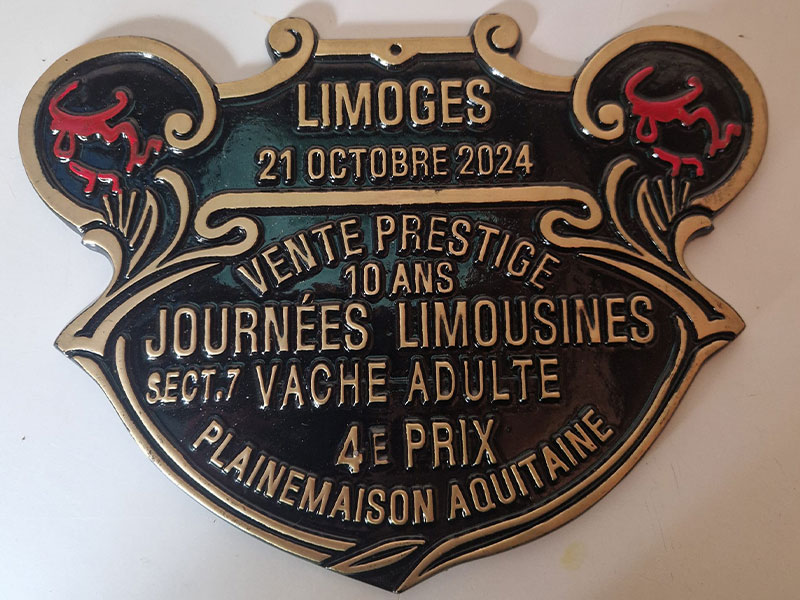 LIMOGES
21 OCTOBRE 2024
VENTE PRESTIGE
10 ANS
JOURNÉES LIMOUSINES
SECT.7 VACHE ADULTE
4E PRIX
PLAINEMAISON AQUITAINE